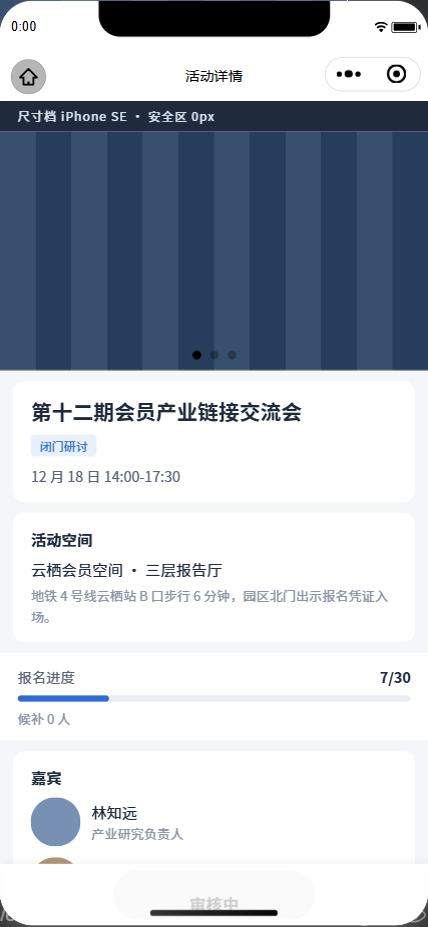 0:00
活动详情
尺寸档 iPhone SE · 安全区 0px
第十二期会员产业链接交流会
闭门研讨
12 月 18 日 14:00-17:30
活动空间
云栖会员空间 · 三层报告厅
地铁 4 号线云栖站 B 口步行 6 分钟，园区北门出示报名凭证入
场。
报名进度
7/30
候补 0 人
嘉宾
林知远
产业研究负责人
审核中